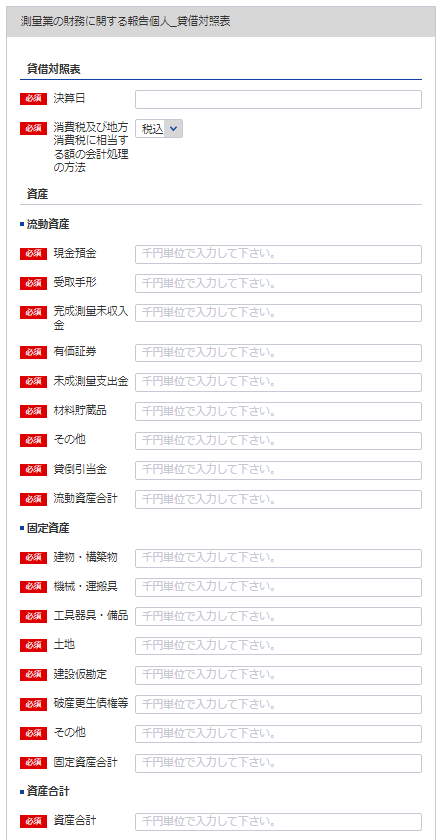 測量業の財務に関する報告個人_貸借対照表
貸借対照表
必須 決算日
必須 消費税及び地方 税込
消費税に相当す
る額の会計処理
の方法
資産
流動資産
必須 現金預金 千円単位で入力して下さい。
必須 受取手形 千円単位で入力して下さい。
必須 完成測量未収入 千円単位で入力して下さい。
金
必須 有価証券 千円単位で入力して下さい。
必須 未成測量支出金 千円単位で入力して下さい。
必須 材料貯蔵品 千円単位で入力して下さい。
必須 その他 千円単位で入力して下さい。
必須 貸倒引当金 千円単位で入力して下さい。
必須 流動資産合計 千円単位で入力して下さい。
固定資産
必須 建物・構築物 千円単位で入力して下さい。
必須 機械・運搬具 千円単位で入力して下さい。
必須 工具器具・備品 千円単位で入力して下さい。
必須 土地 千円単位で入力して下さい。
必須 建設仮勘定 千円単位で入力して下さい。
必須 破産更生債権等 千円単位で入力して下さい。
必須 その他 千円単位で入力して下さい。
必須 固定資産合計 千円単位で入力して下さい。
資産合計
必須 資産合計 千円単位で入力して下さい。